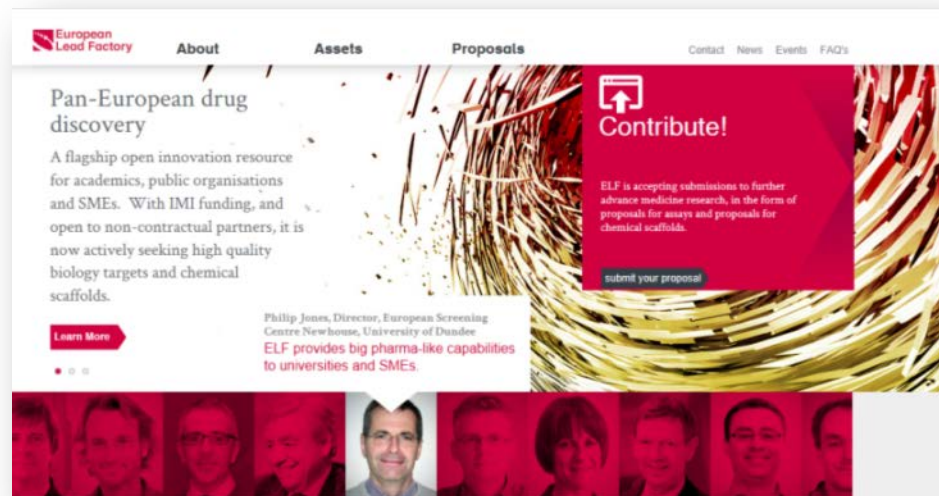 European
Lead Factory
About
Assets
Proposals
Contact
News
Events
FAQ's
Pan-European drug
discovery
A flagship open innovation resource
for academics, public organisations
and SMEs. With IMI funding, and
open to non-contractual partners, it is
now actively seeking high quality
biology targets and chemical
scaffolds.
Learn More
Contribute!
ELF is accepting submissions to further
advance medicine research, in the form of
proposals for assays and proposals for
chemical scaffolds.
submit your proposal
Philip Jones, Director, European Screening
Centre Newhouse, University of Dundee
ELF provides big pharma-like capabilities
to universities and SMEs.